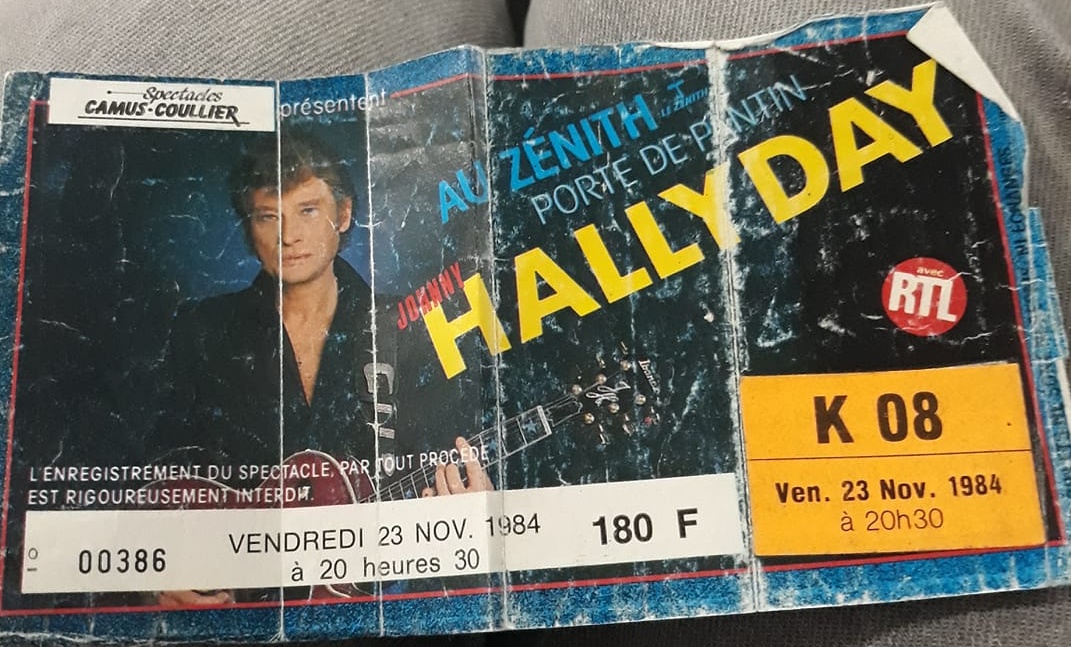 Spectacles
CAMUS-COULLIER
présentent
AU ZÉNITH
PORTE DE PANTIN
JOHNNY
HALLYDAY
avec
RTL
Ibanez
K 08
Ven. 23 Nov. 1984
à 20h30
L'ENREGISTREMENT DU SPECTACLE, PAR TOUT PROCÉDÉ
EST RIGOUREUSEMENT INTERDIT.
00386
VENDREDI 23 NOV. 1984
à 20 heures 30
180 F